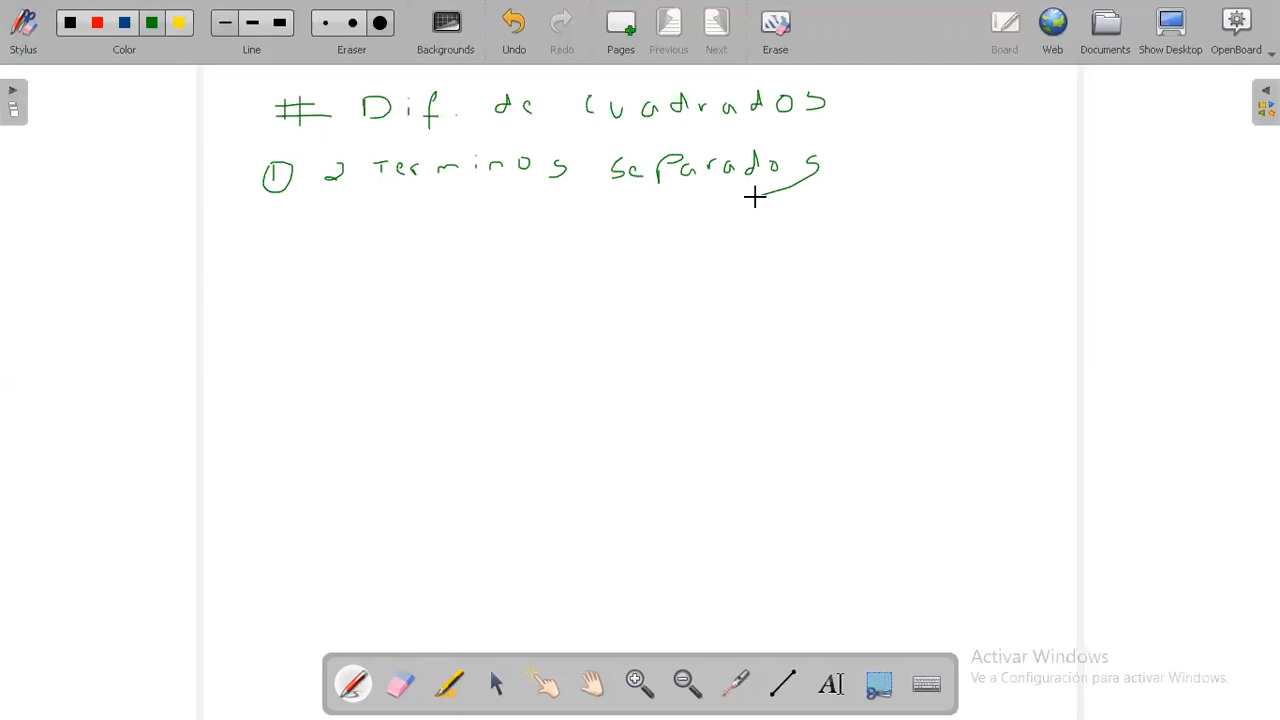 Stylus
Color
Line
Eraser
Backgrounds
Undo
Redo
Pages
Previous
Next
Erase
Board
Web
Documents
Show Desktop
OpenBoard
# Dif. de cuadrados
① 2 Terminos separados
Activar Windows
Ve a Configuración para activar Windows.